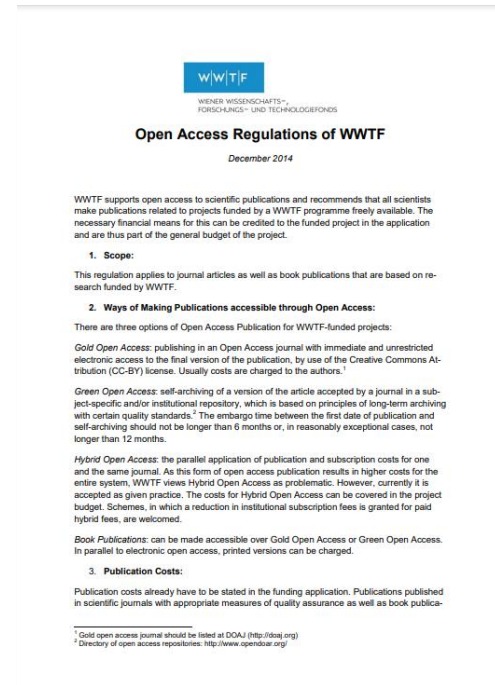 W|W|T|F
WIENER WISSENSCHAFTS-,
FORSCHUNGS- UND TECHNOLOGIEFONDS
Open Access Regulations of WWTF
December 2014
WWTF supports open access to scientific publications and recommends that all scientists
make publications related to projects funded by a WWTF programme freely available. The
necessary financial means for this can be credited to the funded project in the application
and are thus part of the general budget of the project.
1. Scope:
This regulation applies to journal articles as well as book publications that are based on re-
search funded by WWTF.
2. Ways of Making Publications accessible through Open Access:
There are three options of Open Access Publication for WWTF-funded projects:
Gold Open Access: publishing in an Open Access journal with immediate and unrestricted
electronic access to the final version of the publication, by use of the Creative Commons At-
tribution (CC-BY) license. Usually costs are charged to the authors.1
Green Open Access: self-archiving of a version of the article accepted by a journal in a sub-
ject-specific and/or institutional repository, which is based on principles of long-term archiving
with certain quality standards.2 The embargo time between the first date of publication and
self-archiving should not be longer than 6 months or, in reasonably exceptional cases, not
longer than 12 months.
Hybrid Open Access: the parallel application of publication and subscription costs for one
and the same journal. As this form of open access publication results in higher costs for the
entire system, WWTF views Hybrid Open Access as problematic. However, currently it is
accepted as given practice. The costs for Hybrid Open Access can be covered in the project
budget. Schemes, in which a reduction in institutional subscription fees is granted for paid
hybrid fees, are welcomed.
Book Publications: can be made accessible over Gold Open Access or Green Open Access.
In parallel to electronic open access, printed versions can be charged.
3. Publication Costs:
Publication costs already have to be stated in the funding application. Publications published
in scientific journals with appropriate measures of quality assurance as well as book publica-
1 Gold open access journal should be listed at DOAJ (http://doaj.org)
2 Directory of open access repositories: http://www.opendoar.org/